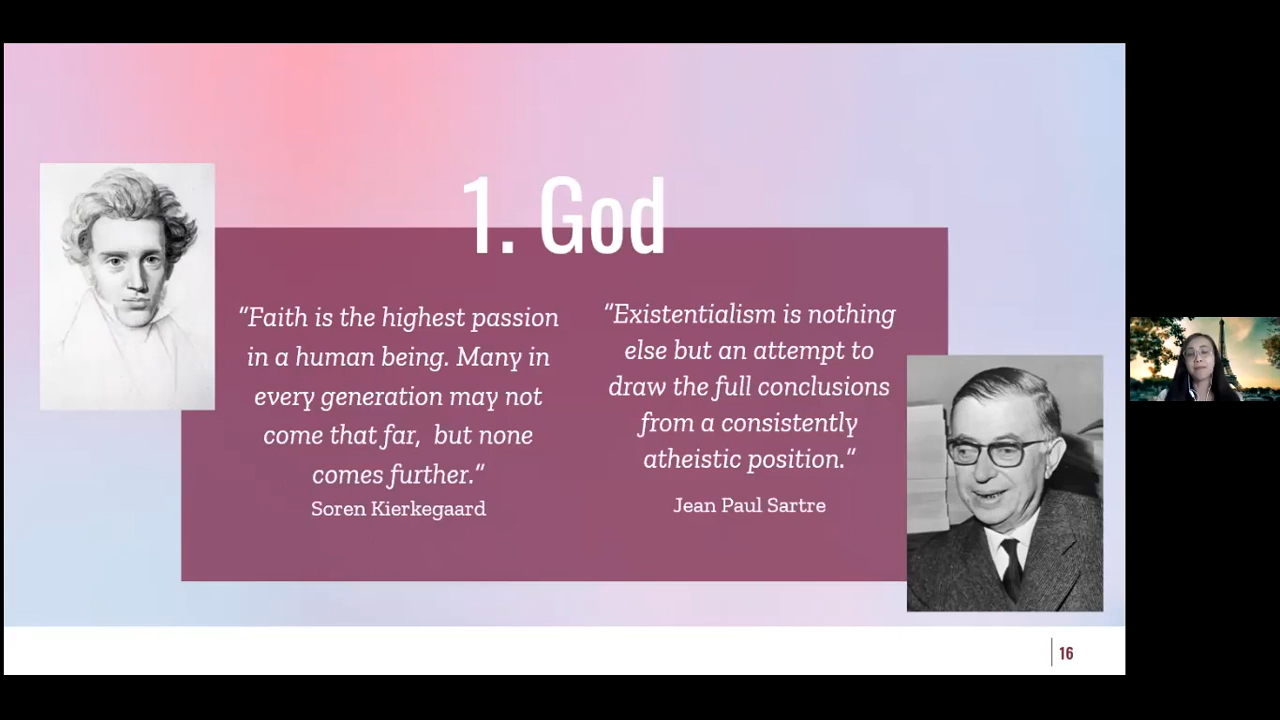 1. God
“Faith is the highest passion
in a human being. Many in
every generation may not
come that far,  but none
comes further.”
Soren Kierkegaard
“Existentialism is nothing
else but an attempt to
draw the full conclusions
from a consistently
atheistic position.”
Jean Paul Sartre
16